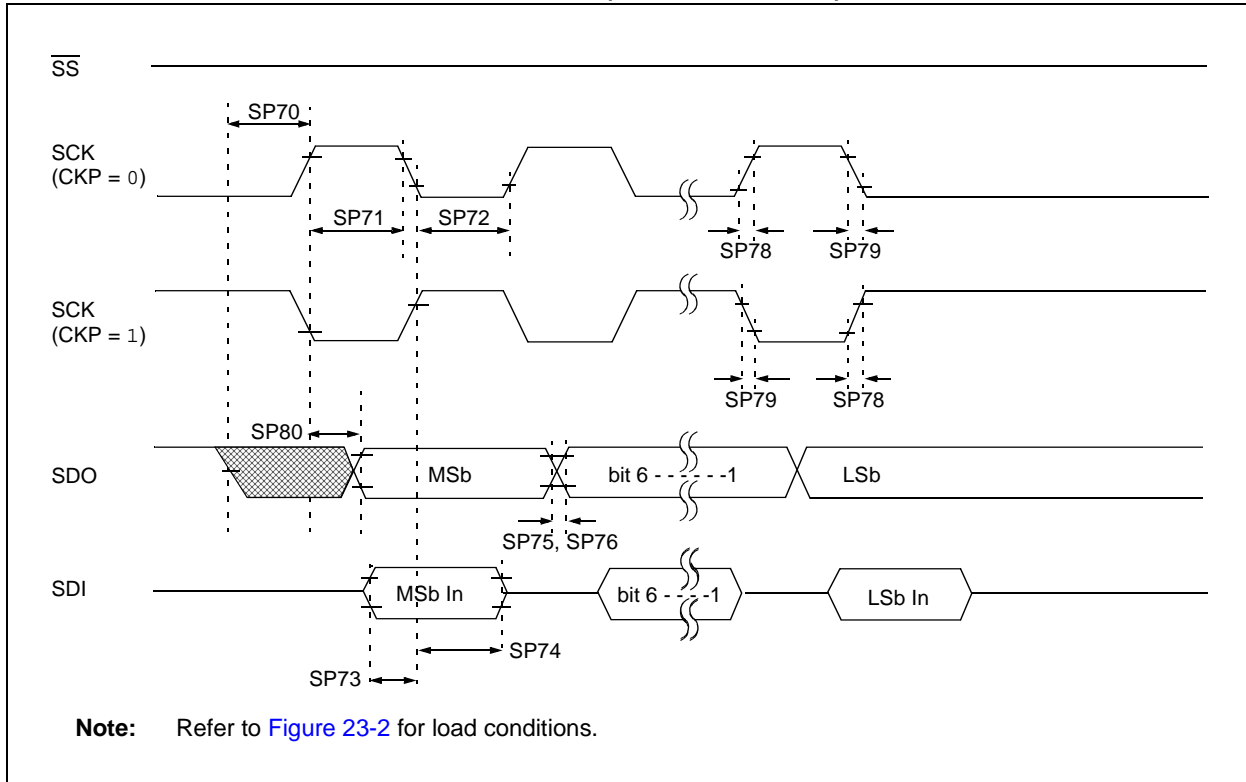 SS
SP70
SCK
(CKP = 0)
SP71
SP72
SP78
SP79
SCK
(CKP = 1)
SP79
SP78
SP80
SDO
MSb
bit 6 - - - - - -1
LSb
SP75, SP76
SDI
MSb In
bit 6 - - - -1
LSb In
SP74
SP73
Note: Refer to Figure 23-2 for load conditions.